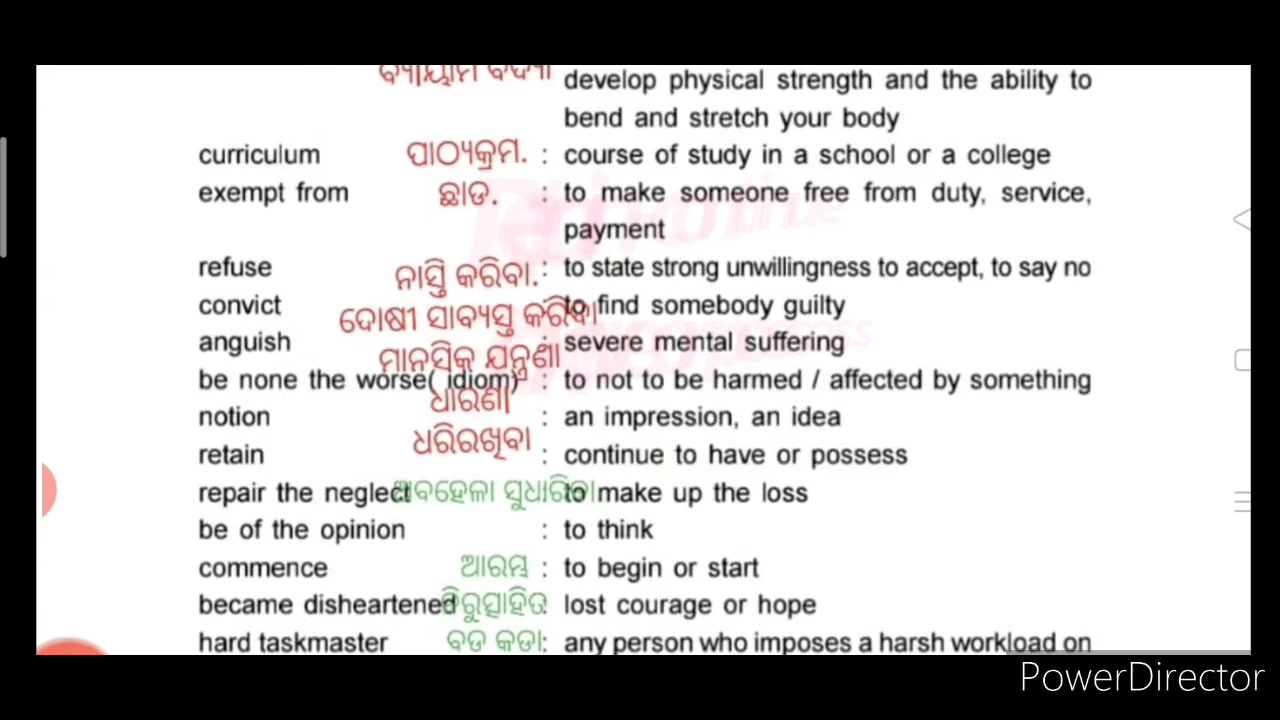 ବ୍ୟାୟାମ ବିଦ୍ୟା develop physical strength and the ability to
bend and stretch your body
curriculum ପାଠ୍ୟକ୍ରମ. : course of study in a school or a college
exempt from ଛାଡ. : to make someone free from duty, service,
payment
refuse ନାସ୍ତି କରିବା. : to state strong unwillingness to accept, to say no
convict ଦୋଷୀ ସାବ୍ୟସ୍ତ କରିବା : to find somebody guilty
anguish ମାନସିକ ଯନ୍ତ୍ରଣା : severe mental suffering
be none the worse( idiom) : to not to be harmed / affected by something
notion ଧାରଣା : an impression, an idea
retain ଧରିରଖିବା : continue to have or possess
repair the neglect ଅବହେଳା ସୁଧାରିବା to make up the loss
be of the opinion : to think
commence ଆରମ୍ଭ : to begin or start
became disheartened ନିରୁତ୍ସାହିତ : lost courage or hope
hard taskmaster ବଡ କଡା : any person who imposes a harsh workload on
PowerDirector